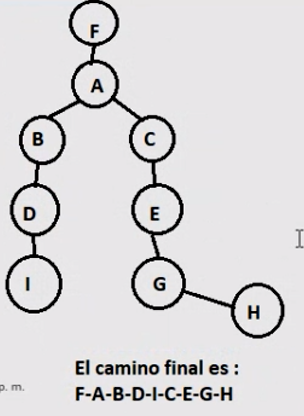 F
A
B
C
D
E
I
G
H
El camino final es :
p. m.
F-A-B-D-I-C-E-G-H